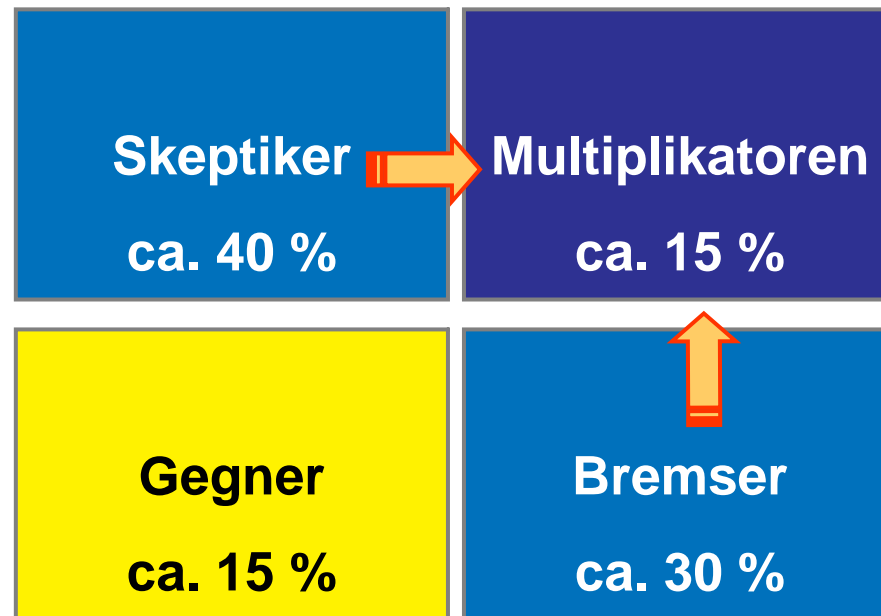 Skeptiker
ca. 40 %
Multiplikatoren
ca. 15 %
Gegner
ca. 15 %
Bremser
ca. 30 %